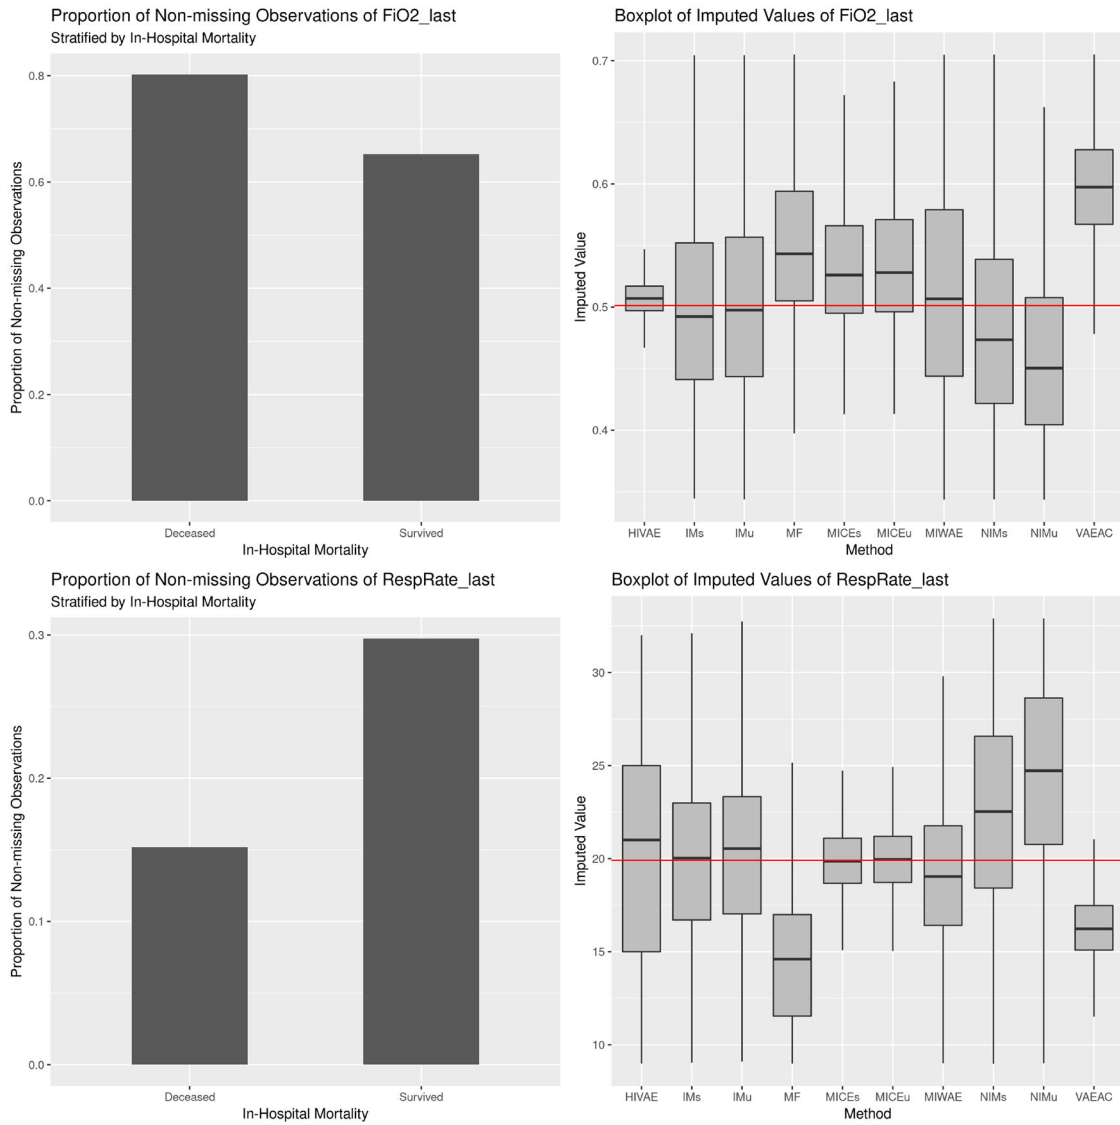 Proportion of Non-missing Observations of FiO2_last
Stratified by In-Hospital Mortality
Proportion of Non-missing Observations
0.8
0.6
0.4
0.2
0.0
Deceased Survived
In-Hospital Mortality
Boxplot of Imputed Values of FiO2_last
Imputed Value
0.7
0.6
0.5
0.4
HIVAE IMs IMu MF MICEs MICEu MIWAE NIMs NIMu VAEAC
Method
Proportion of Non-missing Observations of RespRate_last
Stratified by In-Hospital Mortality
Proportion of Non-missing Observations
0.3
0.2
0.1
0.0
Deceased Survived
In-Hospital Mortality
Boxplot of Imputed Values of RespRate_last
Imputed Value
30
25
20
15
10
HIVAE IMs IMu MF MICEs MICEu MIWAE NIMs NIMu VAEAC
Method